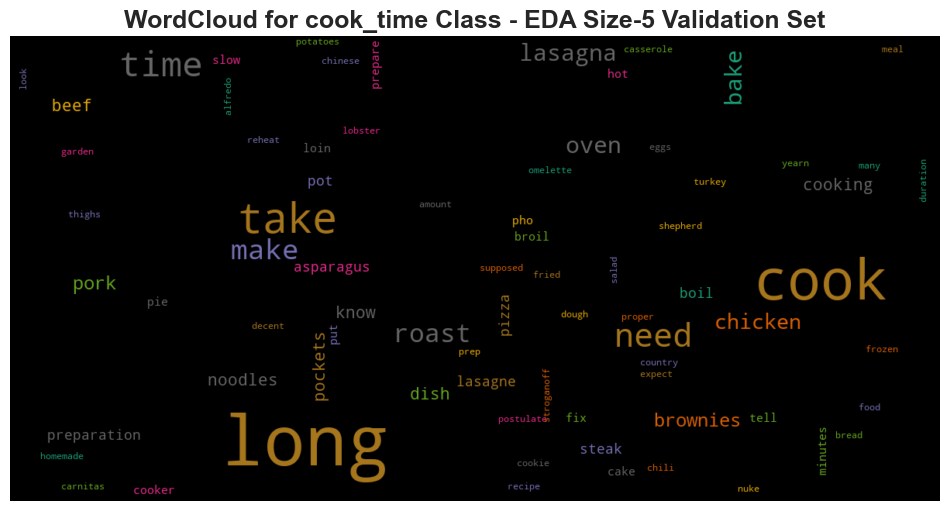 WordCloud for cook_time Class - EDA Size-5 Validation Set
potatoes
time
slow
chinese
prepare
lasagna
casserole
meal
look
hot
bake
beef
alfredo
lobster
garden
reheat
loin
oven
eggs
omelette
yearn
many
duration
pot
turkey
cooking
thighs
take
amount
pho
shepherd
make
broil
asparagus
supposed
fried
salad
cook
pork
boil
pie
know
pizza
dough
proper
chicken
decent
put
roast
need
prep
frozen
pockets
country
noodles
lasagne
expect
dish
stroganoff
long
postulate
fix
brownies
tell
food
preparation
steak
minutes
bread
homemade
cookie
cake
chili
carnitas
cooker
recipe
nuke